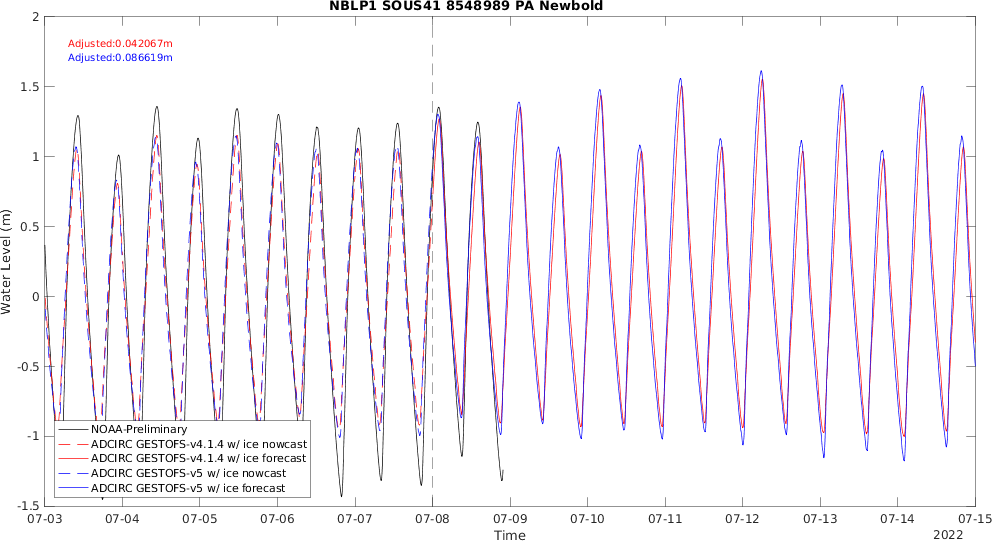 NBLP1 SOUS41 8548989 PA Newbold
Adjusted:0.042067m
Adjusted:0.086619m
2
1.5
1
0.5
0
-0.5
-1
-1.5
Water Level (m)
NOAA-Preliminary
ADCIRC GESTOFS-v4.1.4 w/ ice nowcast
ADCIRC GESTOFS-v4.1.4 w/ ice forecast
ADCIRC GESTOFS-v5 w/ ice nowcast
ADCIRC GESTOFS-v5 w/ ice forecast
07-03 07-04 07-05 07-06 07-07 07-08 07-09 07-10 07-11 07-12 07-13 07-14 07-15
Time
2022